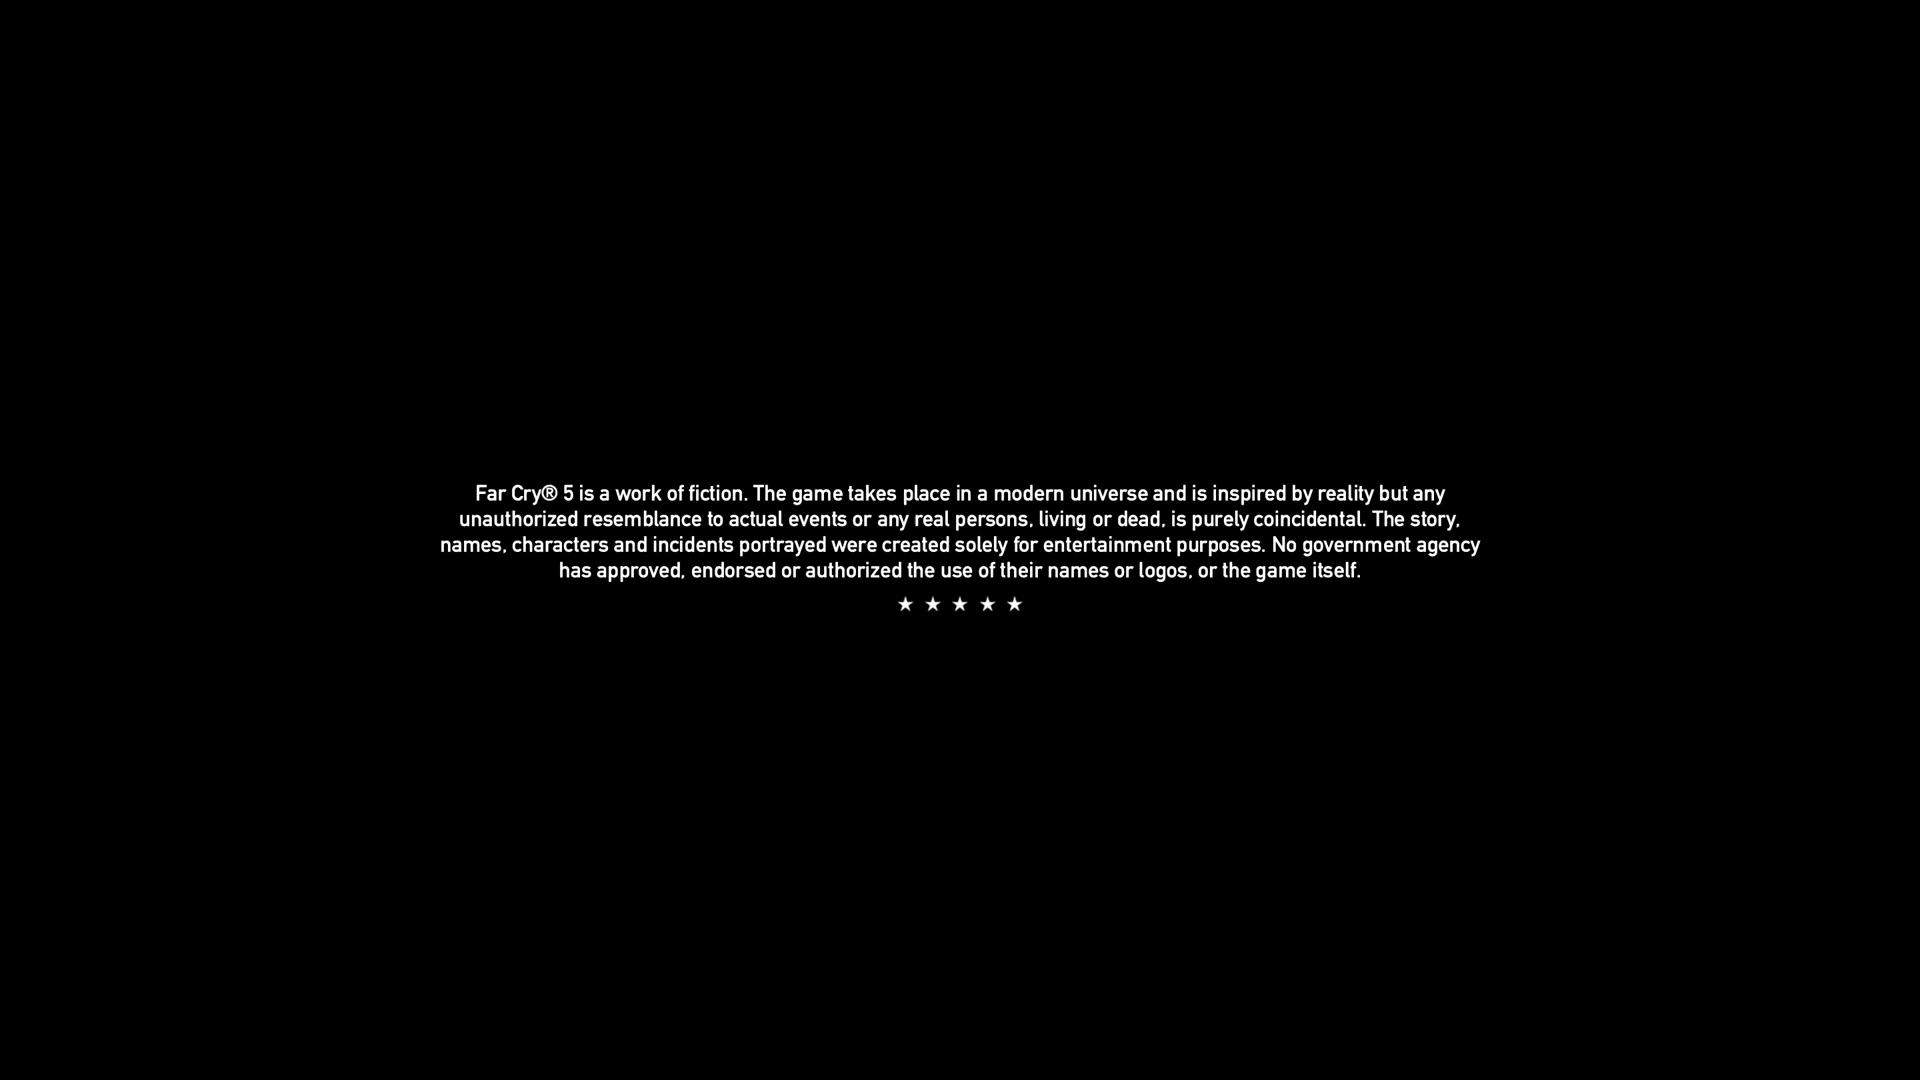 Far Cry® 5 is a work of fiction. The game takes place in a modern universe and is inspired by reality but any
unauthorized resemblance to actual events or any real persons, living or dead, is purely coincidental. The story,
names, characters and incidents portrayed were created solely for entertainment purposes. No government agency
has approved, endorsed or authorized the use of their names or logos, or the game itself.
★ ★ ★ ★ ★